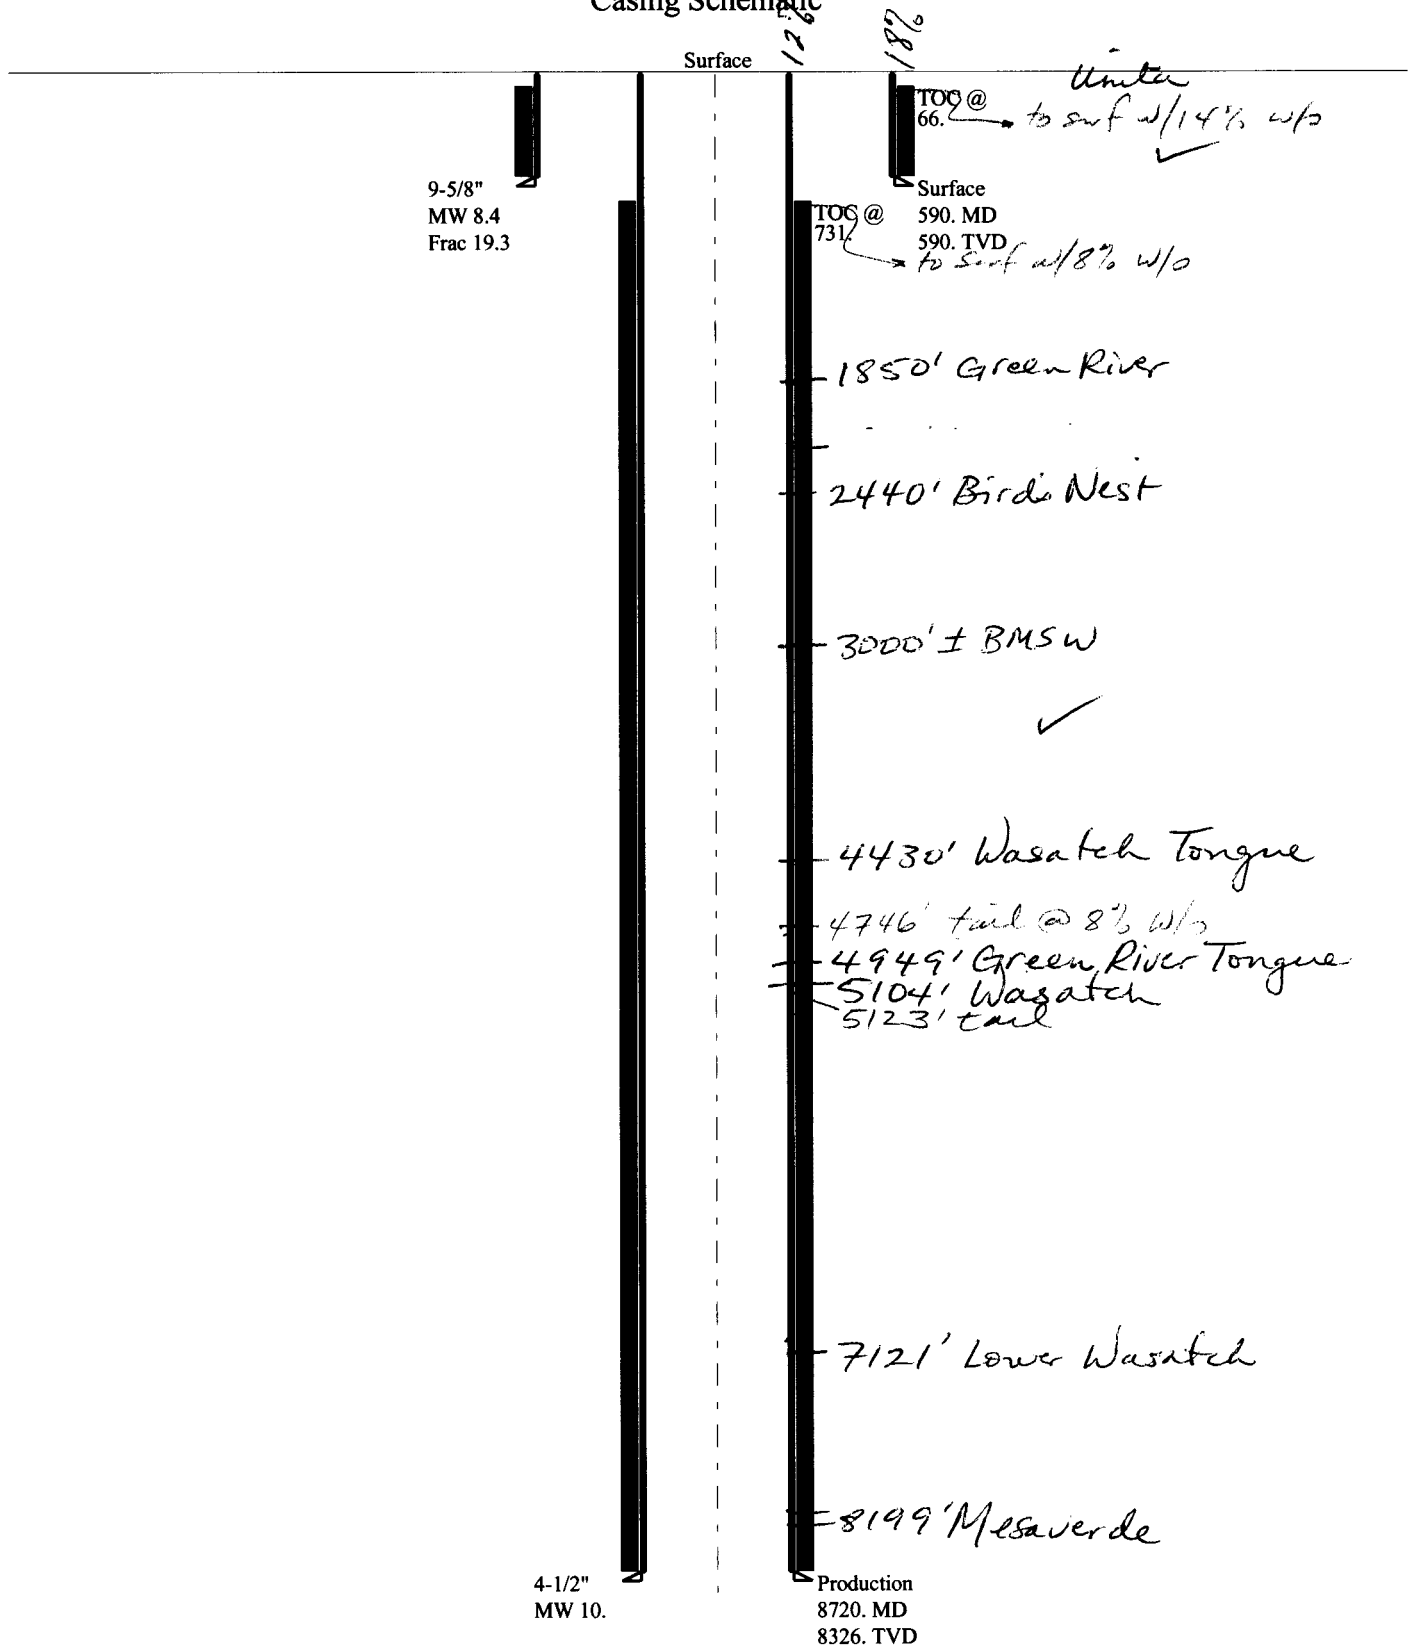 Casing Schematic
12%
18%
Surface
Uinta
TOC @
66.
to surf w/14% w/o
9-5/8"
MW 8.4
Frac 19.3
Surface
590. MD
590. TVD
TOC @
731.
to surf w/8% w/o
1850' Green River
2440' Birds Nest
3000' ± BMSW
4430' Wasatch Tongue
4746' tail @ 8% w/o
4949' Green River Tongue
5104' Wasatch
5123' tail
7121' Lower Wasatch
8199' Mesaverde
4-1/2"
MW 10.
Production
8720. MD
8326. TVD